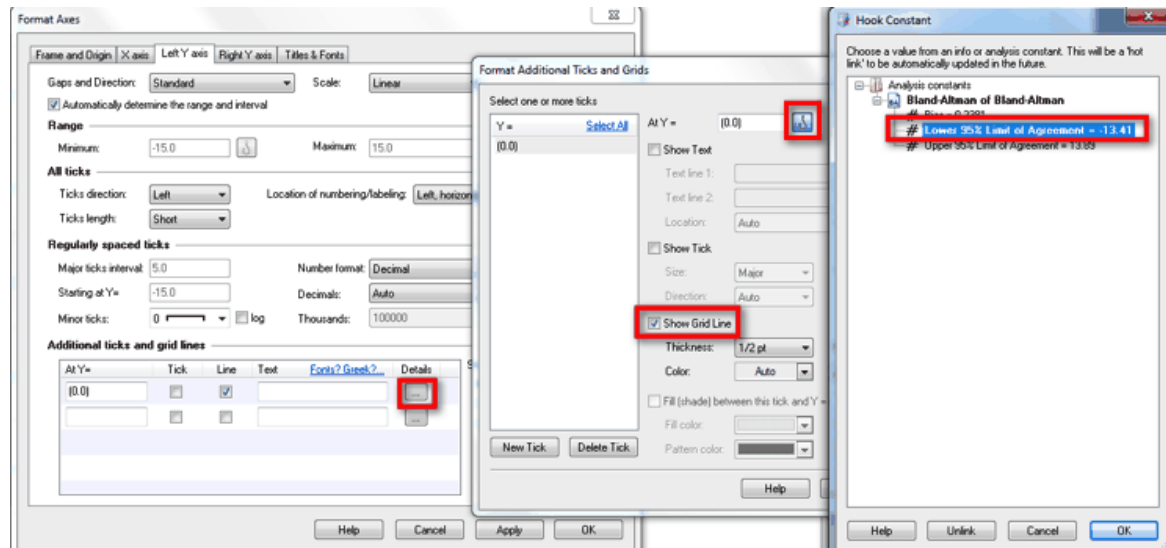 Format Axes
Frame and Origin X axis Left Y axis Right Y axis Titles & Fonts
Gaps and Direction: Standard Scale: Linear
Automatically determine the range and interval
Range
Minimum: -15.0 Maximum: 15.0
All ticks
Ticks direction: Left Location of numbering/labeling: Left, horizon
Ticks length: Short
Regularly spaced ticks
Major ticks interval: 5.0 Number format: Decimal
Starting at Y= -15.0 Decimals: Auto
Minor ticks: 0 log Thousands: 100000
Additional ticks and grid lines
At Y= Tick Line Text Fonts? Greek?... Details
(0.0) ...
...
Help Cancel Apply OK
Format Additional Ticks and Grids
Select one or more ticks
Y = Select All
(0.0)
New Tick Delete Tick
At Y = (0.0)
Show Text
Text line 1:
Text line 2:
Location: Auto
Show Tick
Size: Major
Direction: Auto
Show Grid Line
Thickness: 1/2 pt
Color: Auto
Fill (shade) between this tick and Y =
Fill color:
Pattern color:
Help
Hook Constant
Choose a value from an info or analysis constant. This will be a 'hot
link' to be automatically updated in the future.
Analysis constants
Bland-Altman of Bland-Altman
# Bias = 0.2381
# Lower 95% Limit of Agreement = -13.41
# Upper 95% Limit of Agreement = 13.89
Help Unlink Cancel OK